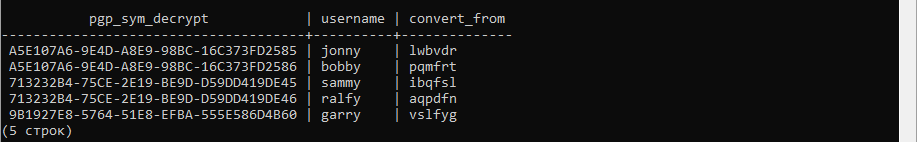 pgp_sym_decrypt | username | convert_from
--------------------------------------+----------+--------------
A5E107A6-9E4D-A8E9-98BC-16C373FD2585 | jonny | lwbvdr
A5E107A6-9E4D-A8E9-98BC-16C373FD2586 | bobby | pqmfrt
713232B4-75CE-2E19-BE9D-D59DD419DE45 | sammy | ibqfsl
713232B4-75CE-2E19-BE9D-D59DD419DE46 | ralfy | aqpdfn
9B1927E8-5764-51E8-EFBA-555E586D4B60 | garry | vslfyg
(5 строк)